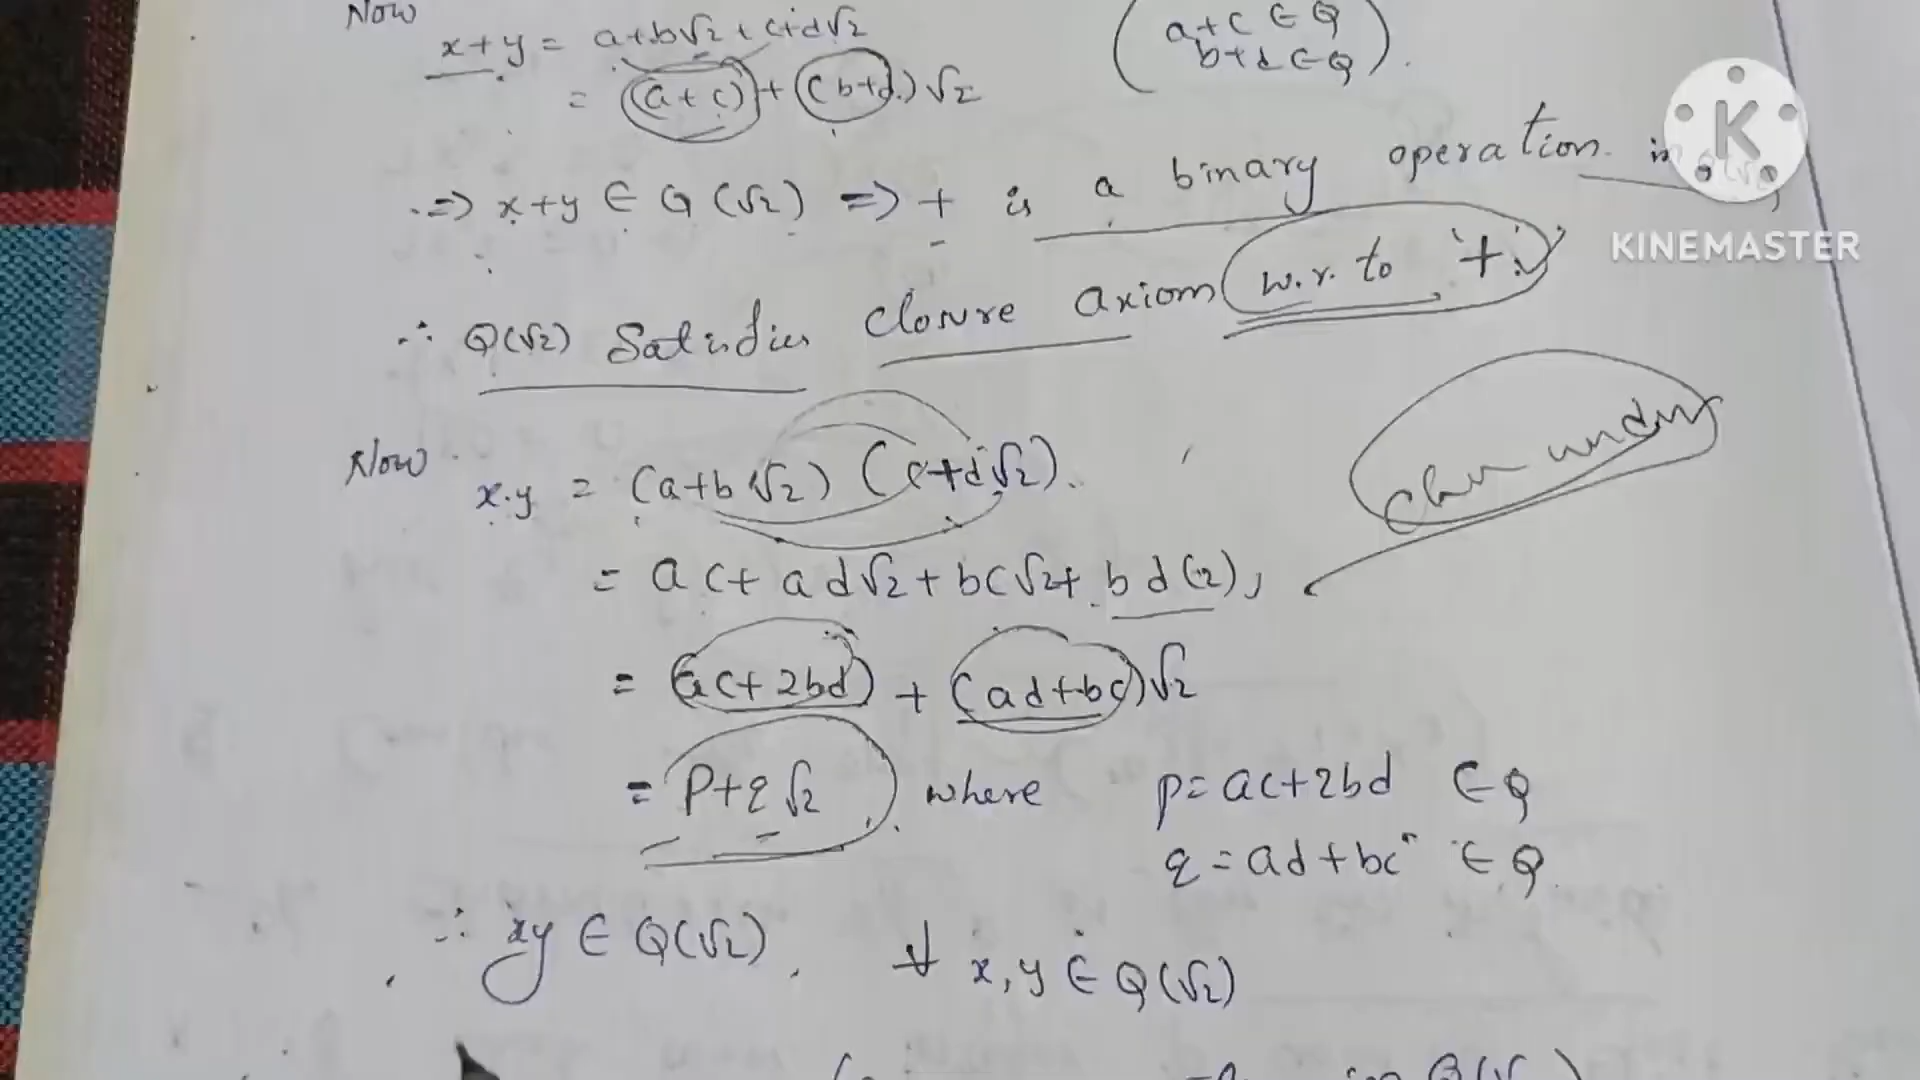 Now
x+y = a+b√2 + c+d√2
= (a+c) + (b+d)√2
(a+c ∈ Q
b+d ∈ Q).
⇒ x+y ∈ Q(√2) ⇒ + is a binary operation in
∴ Q(√2) Satisfies closure axiom w.r. to '+'
K
KINEMASTER
Now x.y = (a+b√2) (c+d√2).
= ac + ad√2 + bc√2 + bd(2)
= (ac+2bd) + (ad+bc)√2
= p+q√2 where p = ac+2bd ∈ Q
q = ad+bc ∈ Q
∴ xy ∈ Q(√2), ∀ x,y ∈ Q(√2)